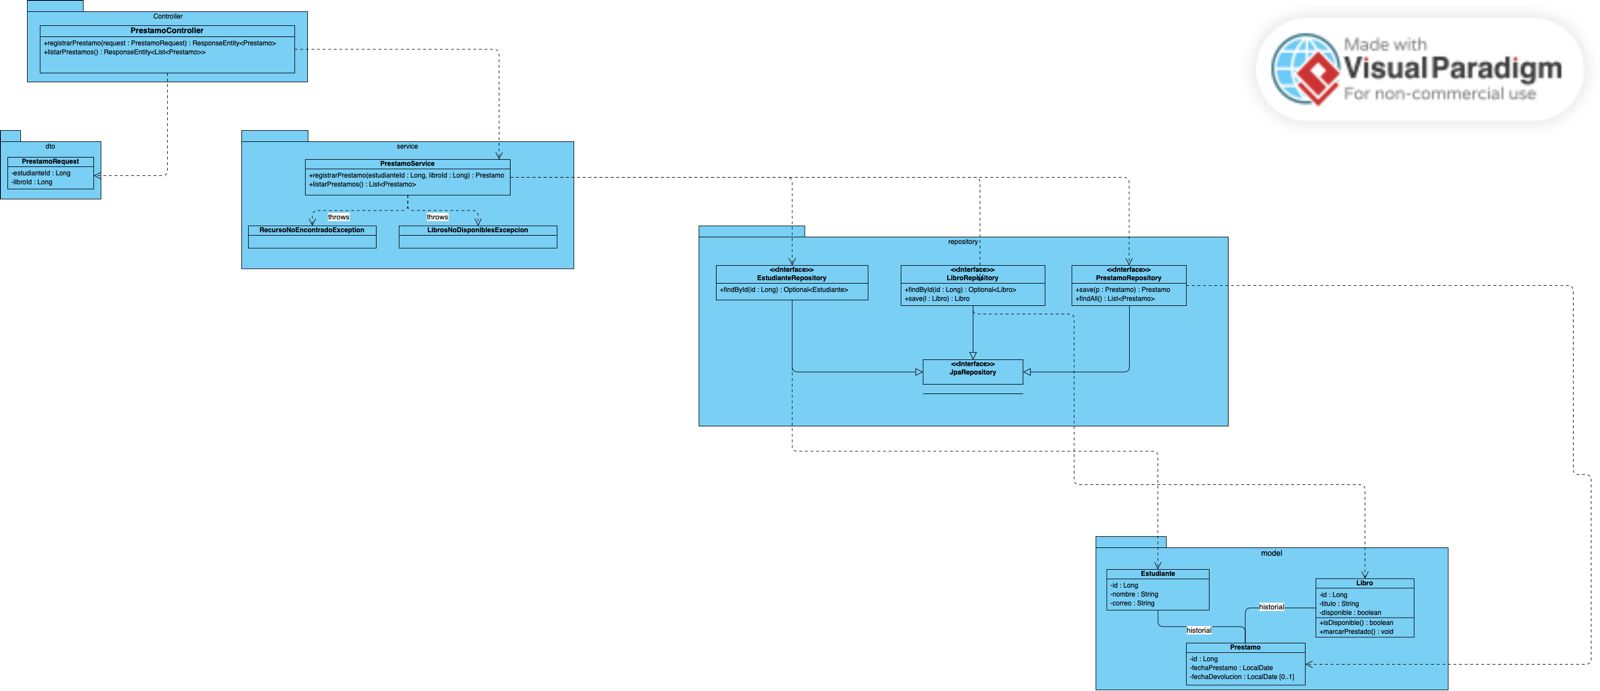 Controller
PrestamoController
+registrarPrestamo(request : PrestamoRequest) : ResponseEntity<Prestamo>
+listarPrestamos() : ResponseEntity<List<Prestamo>>
Made with
Visual Paradigm
For non-commercial use
dto
PrestamoRequest
-estudianteId : Long
-libroId : Long
service
PrestamoService
+registrarPrestamo(estudianteId : Long, libroId : Long) : Prestamo
+listarPrestamos() : List<Prestamo>
throws
throws
RecursoNoEncontradoException
LibrosNoDisponiblesExcepcion
repository
<<Interface>>
EstudianteRepository
+findById(id : Long) : Optional<Estudiante>
<<Interface>>
LibroRepository
+findById(id : Long) : Optional<Libro>
+save(l : Libro) : Libro
<<Interface>>
PrestamoRepository
+save(p : Prestamo) : Prestamo
+findAll() : List<Prestamo>
<<Interface>>
JpaRepository
model
Estudiante
-id : Long
-nombre : String
-correo : String
Libro
-id : Long
-titulo : String
-disponible : boolean
+isDisponible() : boolean
+marcarPrestado() : void
historial
historial
Prestamo
-id : Long
-fechaPrestamo : LocalDate
-fechaDevolucion : LocalDate [0..1]